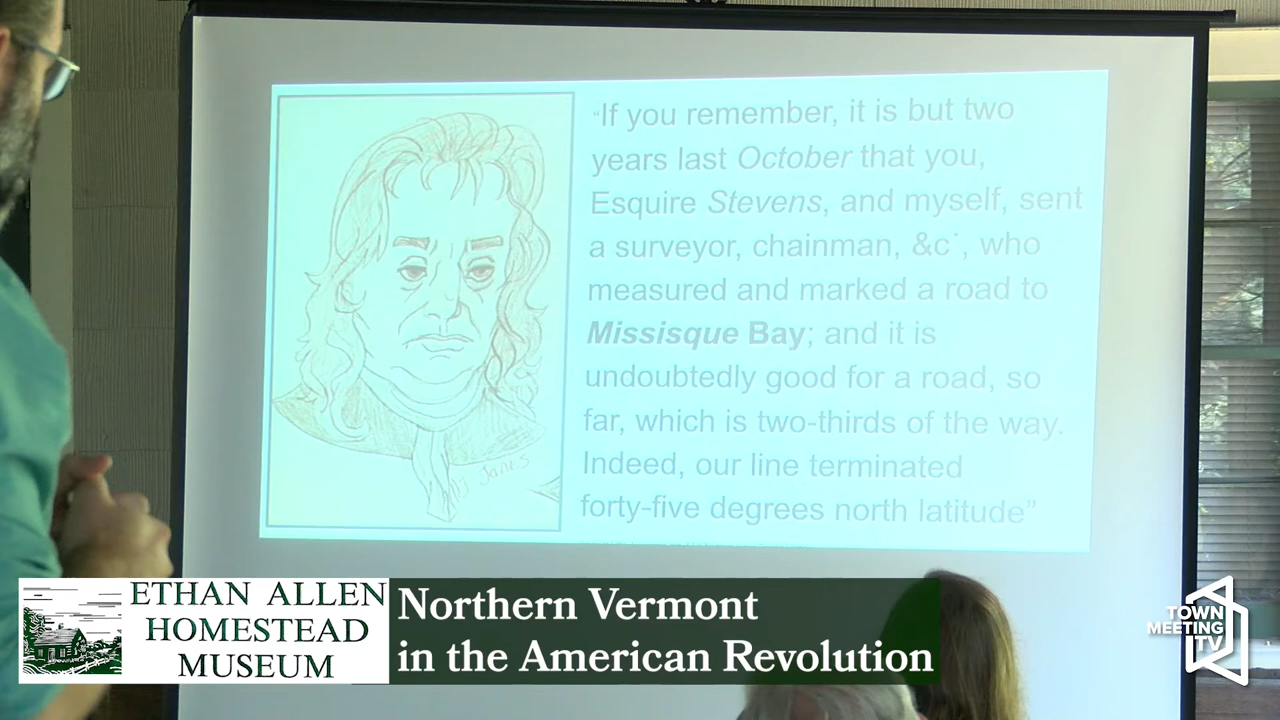 “If you remember, it is but two
years last October that you,
Esquire Stevens, and myself, sent
a surveyor, chainman, &c., who
measured and marked a road to
Missisque Bay; and it is
undoubtedly good for a road, so
far, which is two-thirds of the way.
Indeed, our line terminated
forty-five degrees north latitude”
Janes
ETHAN ALLEN
HOMESTEAD
MUSEUM
Northern Vermont
in the American Revolution
TOWN
MEETING
TV